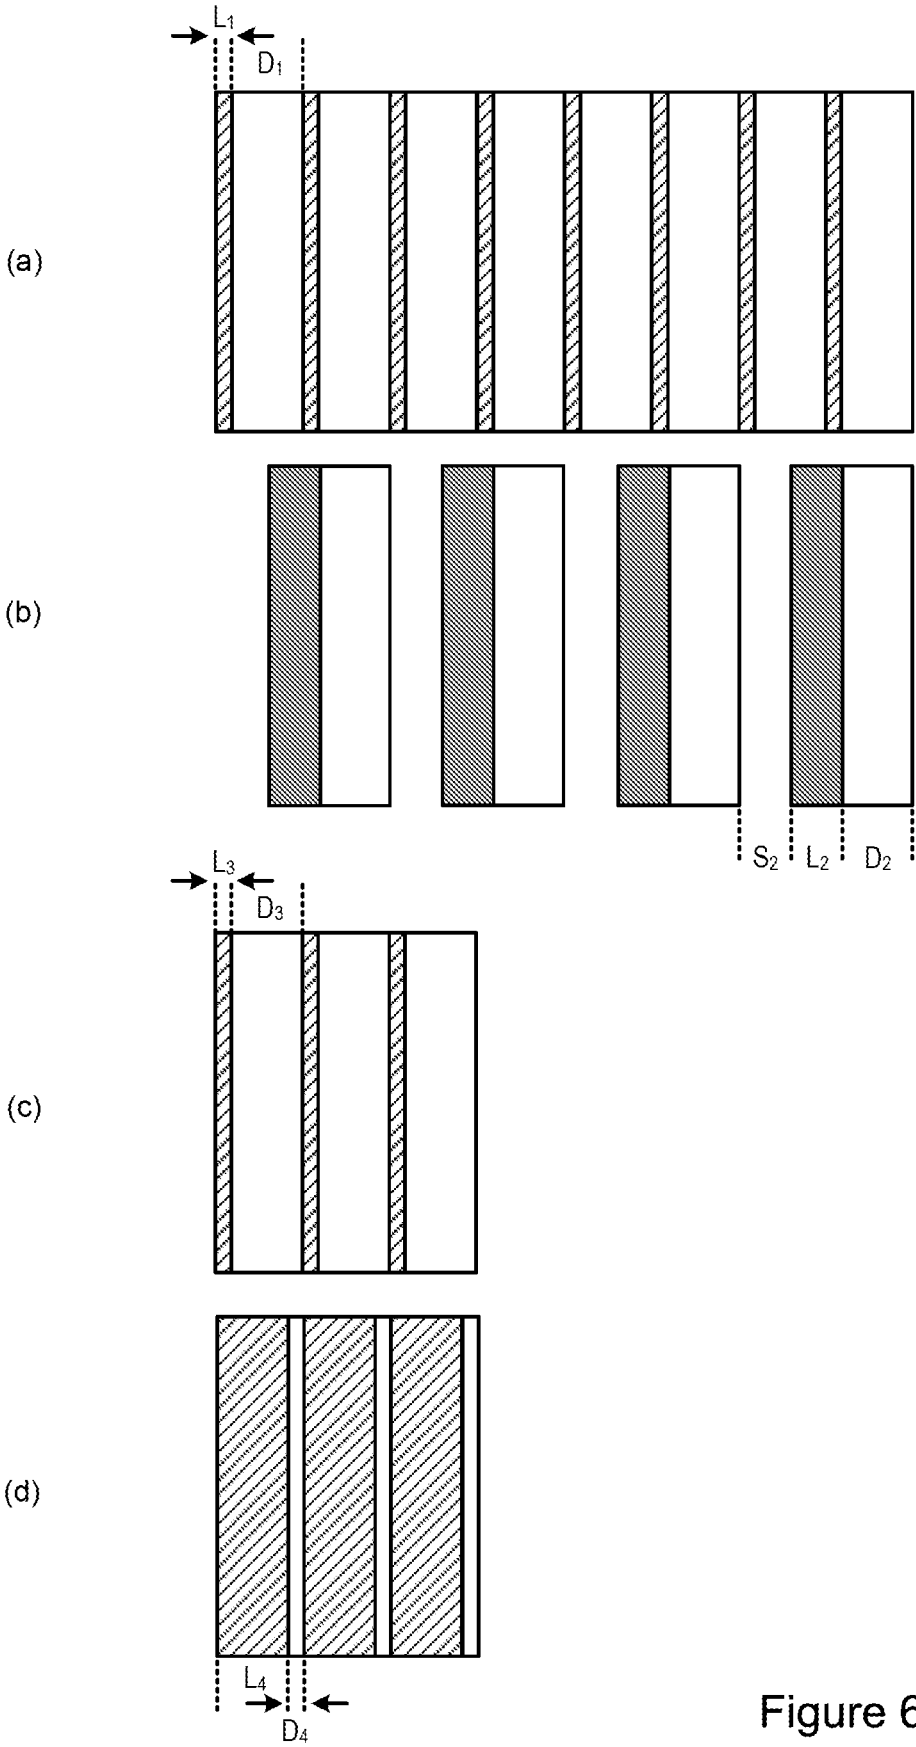 L₁
D₁
(a)
(b)
S₂ L₂ D₂
L₃
D₃
(c)
(d)
L₄
D₄
Figure 6